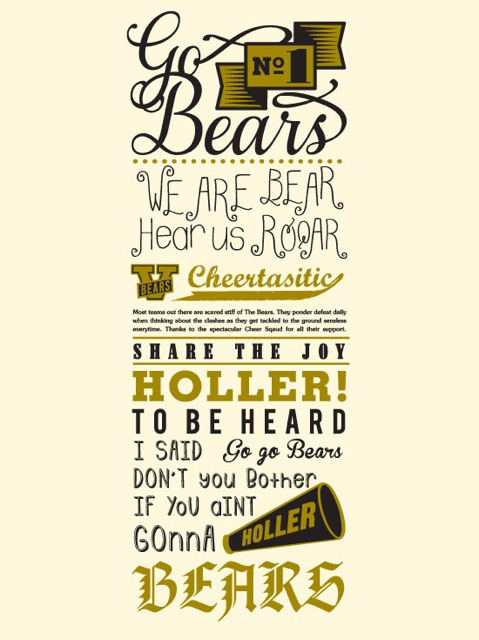 Go
No 1
Bears
WE ARE BEAR
Hear us ROAR
V
BEARS
Cheertasitic
Most teams out there are scared stiff of The Bears. They ponder defeat daily
when thinking about the clashes as they get tackled to the ground senseless
everytime. Thanks to the spectacular Cheer Sqaud for all their support.
SHARE THE JOY
HOLLER!
TO BE HEARD
I SAID Go go Bears
DON'T you Bother
IF YoU aINT
GOnnA
HOLLER
BEARS